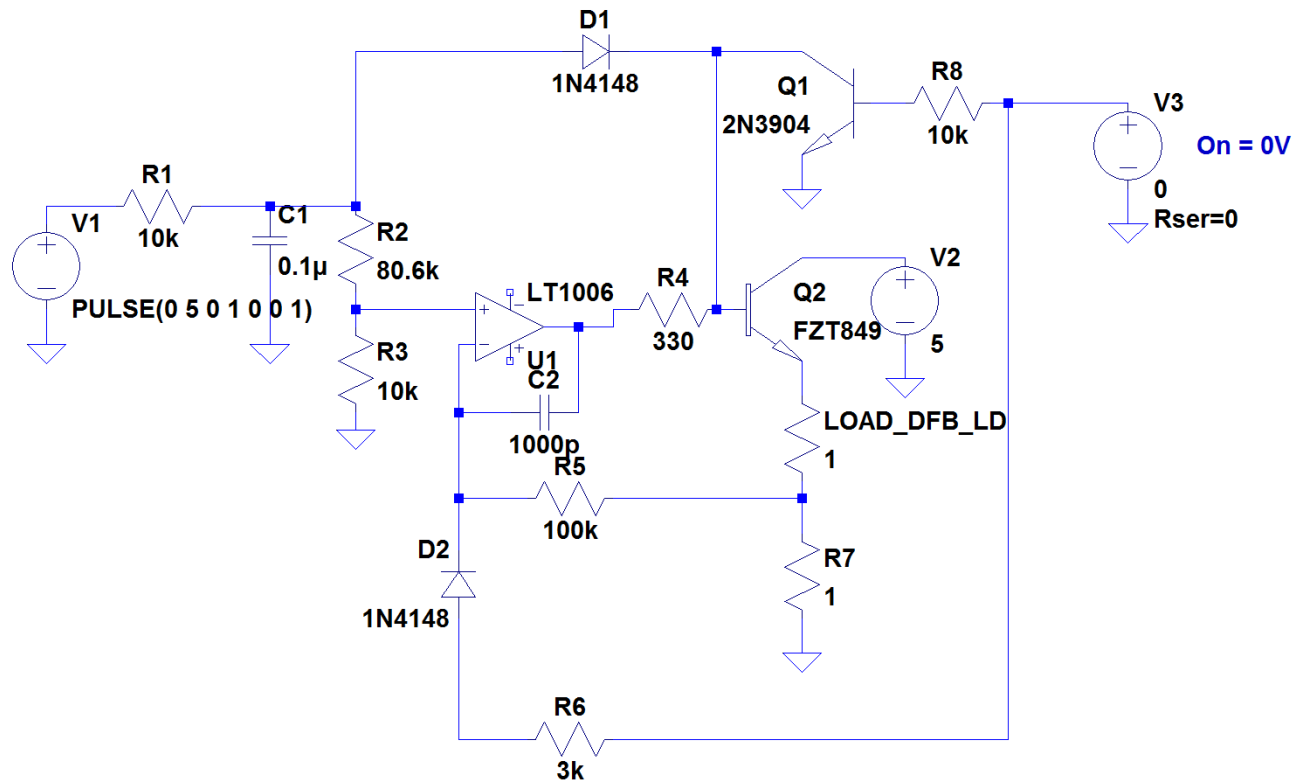 D1
1N4148
Q1
2N3904
R8
10k
V3
On = 0V
0
Rser=0
R1
10k
V1
PULSE(0 5 0 1 0 0 1)
C1
0.1µ
R2
80.6k
R3
10k
LT1006
U1
R4
330
Q2
FZT849
V2
5
C2
1000p
LOAD_DFB_LD
1
R5
100k
R7
1
D2
1N4148
R6
3k